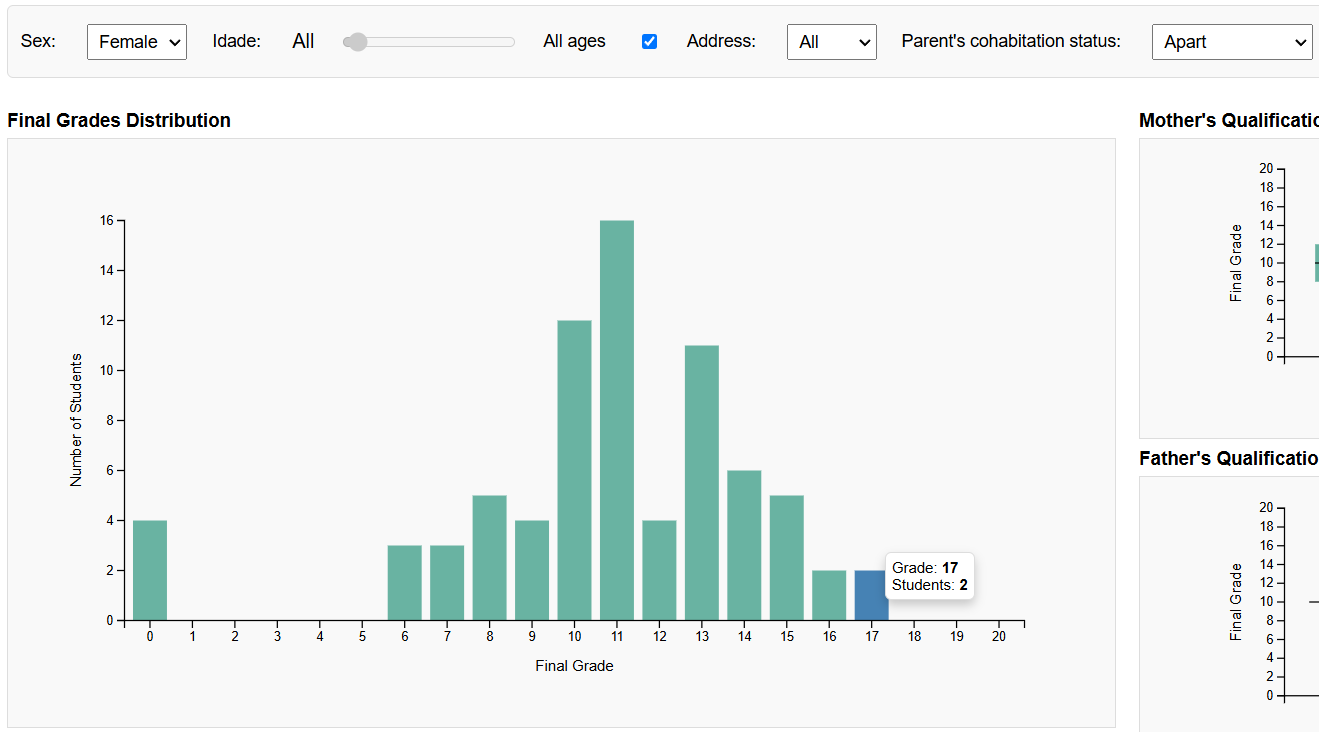 Sex: Female Idade: All All ages Address: All Parent's cohabitation status: Apart
Final Grades Distribution
16
14
12
10
8
6
4
2
0
Number of Students
0 1 2 3 4 5 6 7 8 9 10 11 12 13 14 15 16 17 18 19 20
Final Grade
Grade: 17
Students: 2
Mother's Qualificatio
20
18
16
14
12
10
8
6
4
2
0
Final Grade
Father's Qualificatio
20
18
16
14
12
10
8
6
4
2
0
Final Grade